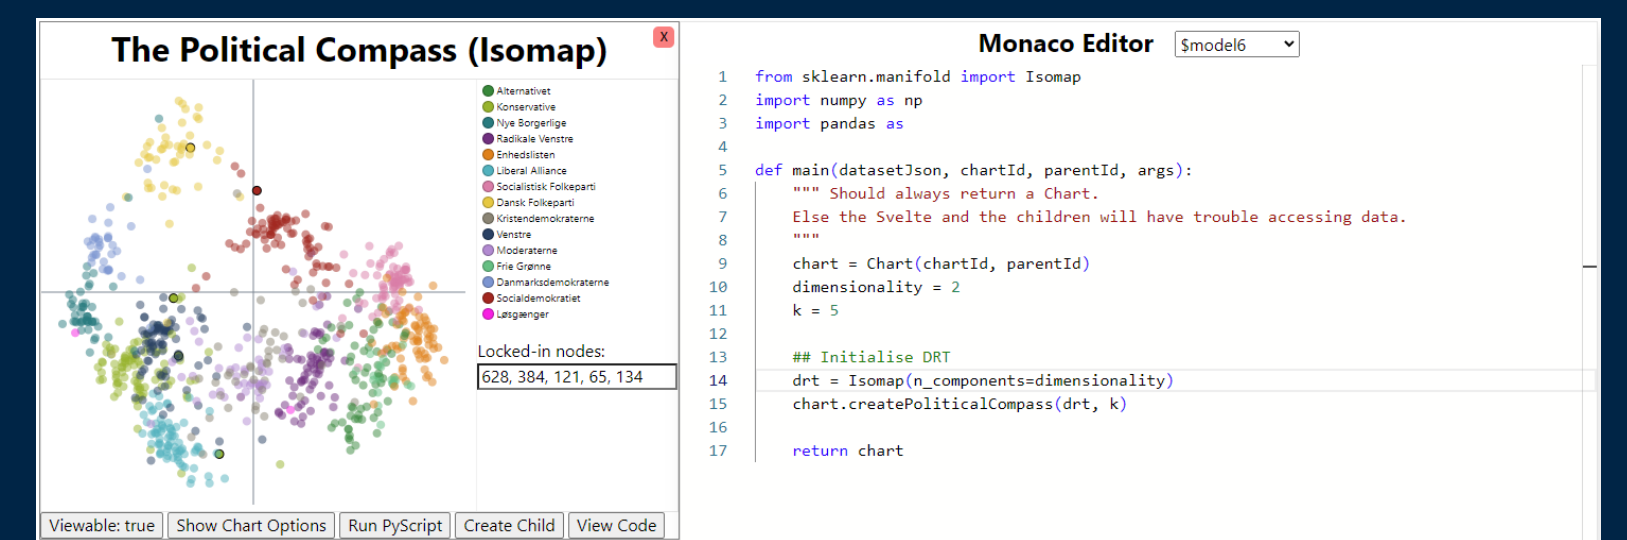 The Political Compass (Isomap)
X
Alternativet
Konservative
Nye Borgerlige
Radikale Venstre
Enhedslisten
Liberal Alliance
Socialistisk Folkeparti
Dansk Folkeparti
Kristendemokraterne
Venstre
Moderaterne
Frie Grønne
Danmarksdemokraterne
Socialdemokratiet
Løsgænger
Locked-in nodes:
628, 384, 121, 65, 134
Viewable: true
Show Chart Options
Run PyScript
Create Child
View Code
Monaco Editor
$model6
1 from sklearn.manifold import Isomap
2 import numpy as np
3 import pandas as
4
5 def main(datasetJson, chartId, parentId, args):
6 """ Should always return a Chart.
7 Else the Svelte and the children will have trouble accessing data.
8 """
9 chart = Chart(chartId, parentId)
10 dimensionality = 2
11 k = 5
12
13 ## Initialise DRT
14 drt = Isomap(n_components=dimensionality)
15 chart.createPoliticalCompass(drt, k)
16
17 return chart